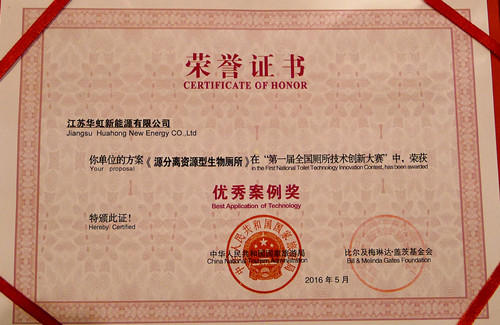 荣誉证书
CERTIFICATE OF HONOR
江苏华虹新能源有限公司
Jiangsu Huahong New Energy CO.,Ltd
你单位的方案《源分离资源型生物厕所》在“第一届全国厕所技术创新大赛”中，荣获
Your proposal in the First National Toilet Technology Innovation Contest, has been awarded
优秀案例奖
Best Application of Technology
特颁此证！
Hereby Certified
中华人民共和国国家旅游局 比尔及梅琳达·盖茨基金会
China National Tourism Administration Bill & Melinda Gates Foundation
2016年5月